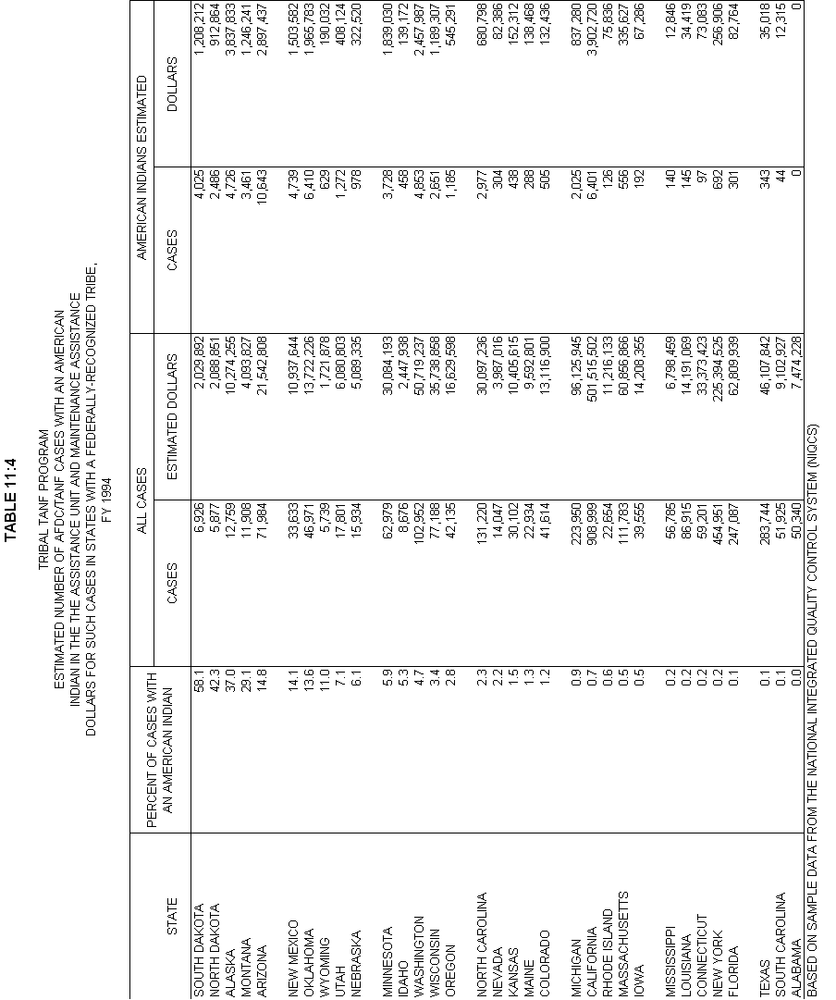 TABLE 11:4
TRIBAL TANF PROGRAM
ESTIMATED NUMBER OF AFDC/TANF CASES WITH AN AMERICAN
INDIAN IN THE THE ASSISTANCE UNIT AND MAINTENANCE ASSISTANCE
DOLLARS FOR SUCH CASES IN STATES WITH A FEDERALLY-RECOGNIZED TRIBE,
FY 1994
PERCENT OF CASES WITH ALL CASES AMERICAN INDIANS ESTIMATED
STATE AN AMERICAN INDIAN CASES ESTIMATED DOLLARS CASES DOLLARS
SOUTH DAKOTA 58.1 6,926 2,029,892 4,025 1,208,212
NORTH DAKOTA 42.3 5,877 2,088,851 2,486 912,864
ALASKA 37.0 12,759 10,274,255 4,726 3,837,833
MONTANA 29.1 11,908 4,093,827 3,461 1,246,241
ARIZONA 14.8 71,984 21,542,808 10,643 2,897,437
NEW MEXICO 14.1 33,633 10,937,644 4,739 1,503,582
OKLAHOMA 13.6 46,971 13,722,226 6,410 1,965,783
WYOMING 11.0 5,739 1,721,878 629 190,032
UTAH 7.1 17,801 6,080,803 1,272 408,124
NEBRASKA 6.1 15,934 5,089,335 978 322,520
MINNESOTA 5.9 62,979 30,084,193 3,728 1,839,030
IDAHO 5.3 8,676 2,447,938 458 139,172
WASHINGTON 4.7 102,952 50,719,237 4,853 2,457,987
WISCONSIN 3.4 77,188 35,738,858 2,651 1,189,307
OREGON 2.8 42,135 16,629,598 1,185 545,291
NORTH CAROLINA 2.3 131,220 30,097,236 2,977 680,798
NEVADA 2.2 14,047 3,987,016 304 82,386
KANSAS 1.5 30,102 10,405,615 438 152,312
MAINE 1.3 22,934 9,592,801 288 138,468
COLORADO 1.2 41,614 13,116,900 505 132,436
MICHIGAN 0.9 223,950 96,125,945 2,025 837,280
CALIFORNIA 0.7 908,999 501,515,502 6,401 3,902,720
RHODE ISLAND 0.6 22,654 11,216,133 126 75,836
MASSACHUSETTS 0.5 111,783 60,856,866 556 335,627
IOWA 0.5 39,555 14,208,355 192 67,286
MISSISSIPPI 0.2 56,785 6,798,459 140 12,846
LOUISIANA 0.2 86,915 14,191,069 145 34,419
CONNECTICUT 0.2 59,201 33,373,423 97 73,083
NEW YORK 0.2 454,951 225,394,525 692 256,906
FLORIDA 0.1 247,087 62,809,939 301 82,764
TEXAS 0.1 283,744 46,107,842 343 35,018
SOUTH CAROLINA 0.1 51,925 9,102,927 44 12,315
ALABAMA 0.0 50,340 7,474,228 0 0
BASED ON SAMPLE DATA FROM THE NATIONAL INTEGRATED QUALITY CONTROL SYSTEM (NIQCS)